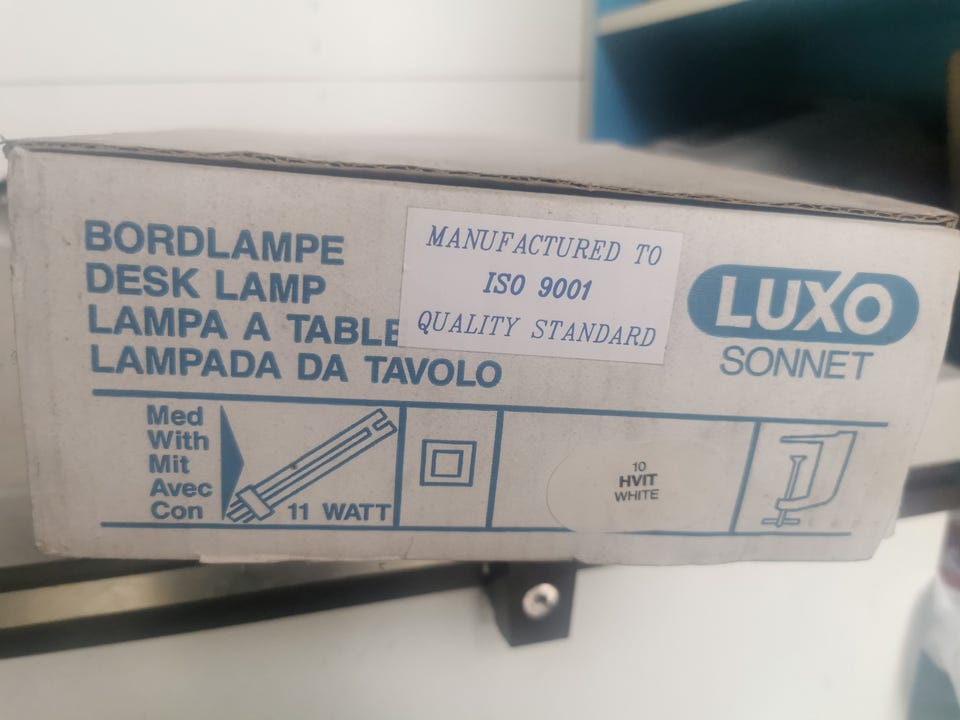 BORDLAMPE
DESK LAMP
LAMPA A TABLE
LAMPADA DA TAVOLO
MANUFACTURED TO
ISO 9001
QUALITY STANDARD
LUXO
SONNET
Med
With
Mit
Avec
Con
11 WATT
10
HVIT
WHITE